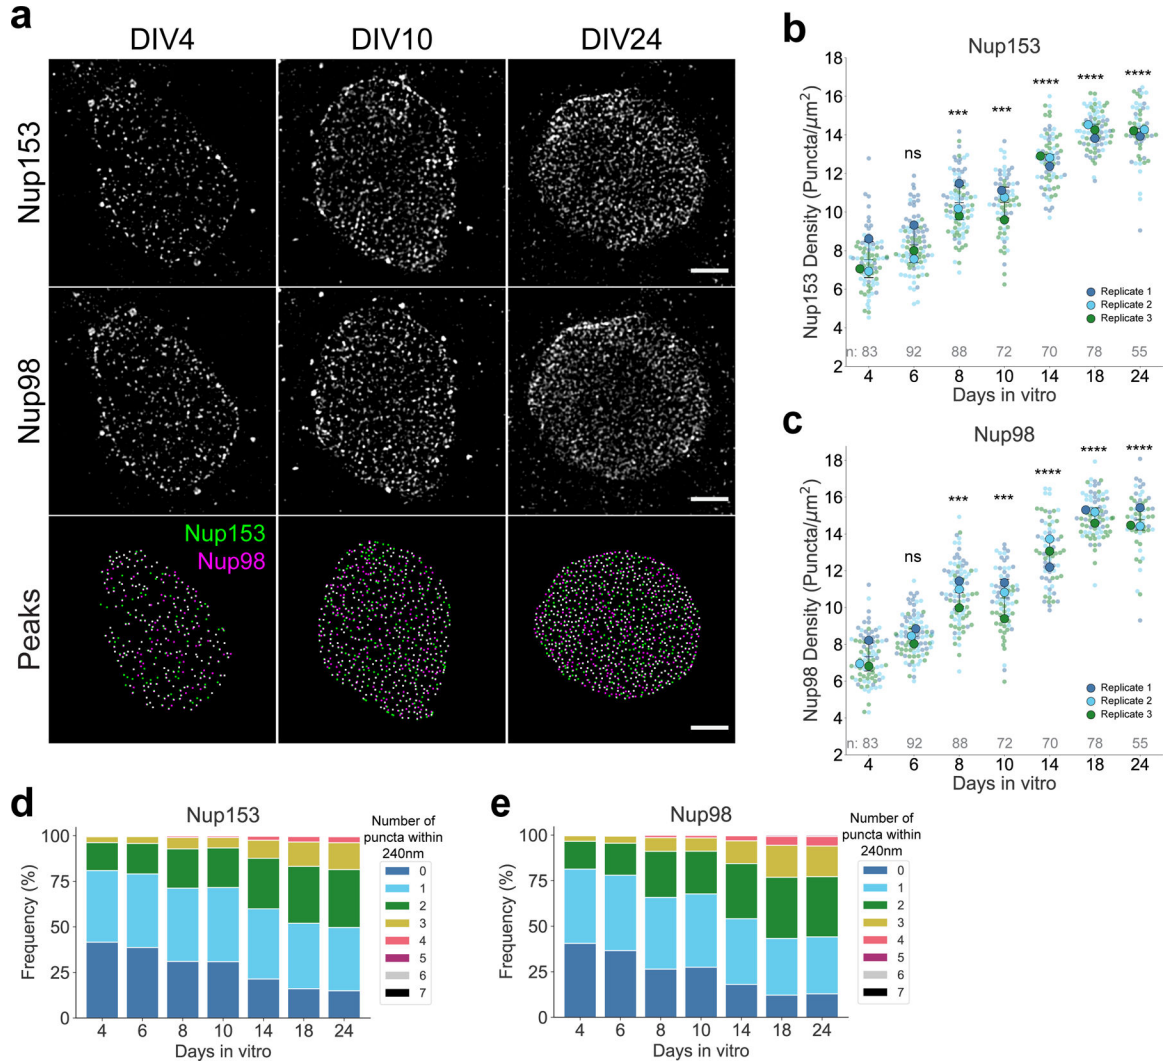 a
DIV4 DIV10 DIV24
Nup153
Nup98
Nup153
Nup98
Peaks
b
Nup153
Nup153 Density (Puncta/μm²)
18
16
14
12
10
8
6
4
2
ns
***
***
****
****
****
Replicate 1
Replicate 2
Replicate 3
n: 83 92 88 72 70 78 55
4 6 8 10 14 18 24
Days in vitro
c
Nup98
Nup98 Density (Puncta/μm²)
18
16
14
12
10
8
6
4
2
ns
***
***
****
****
****
Replicate 1
Replicate 2
Replicate 3
n: 83 92 88 72 70 78 55
4 6 8 10 14 18 24
Days in vitro
d
Nup153
Frequency (%)
100
75
50
25
0
4 6 8 10 14 18 24
Days in vitro
Number of
puncta within
240nm
0
1
2
3
4
5
6
7
e
Nup98
Frequency (%)
100
75
50
25
0
4 6 8 10 14 18 24
Days in vitro
Number of
puncta within
240nm
0
1
2
3
4
5
6
7